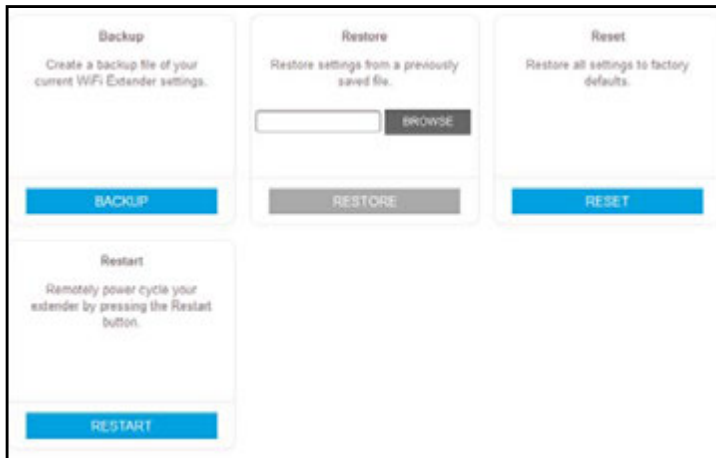 Backup
Create a backup file of your
current WiFi Extender settings.
BACKUP
Restore
Restore settings from a previously
saved file.
BROWSE
RESTORE
Reset
Restore all settings to factory
defaults.
RESET
Restart
Remotely power cycle your
extender by pressing the Restart
button.
RESTART